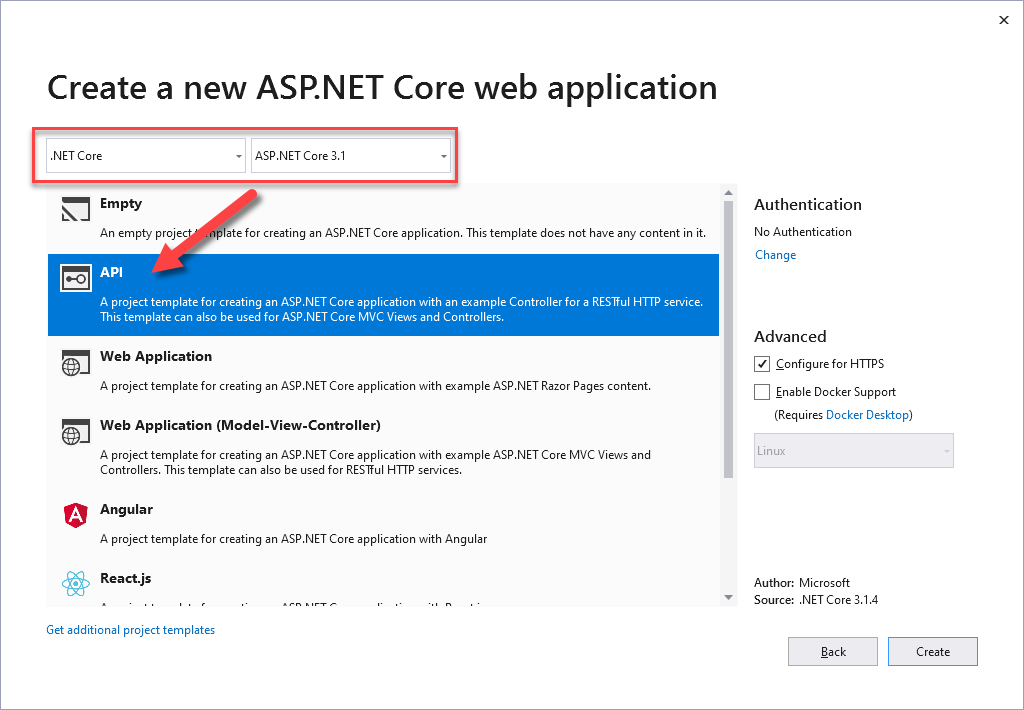 Create a new ASP.NET Core web application
.NET Core
ASP.NET Core 3.1
Empty
An empty project template for creating an ASP.NET Core application. This template does not have any content in it.
API
A project template for creating an ASP.NET Core application with an example Controller for a RESTful HTTP service.
This template can also be used for ASP.NET Core MVC Views and Controllers.
Web Application
A project template for creating an ASP.NET Core application with example ASP.NET Razor Pages content.
Web Application (Model-View-Controller)
A project template for creating an ASP.NET Core application with example ASP.NET Core MVC Views and
Controllers. This template can also be used for RESTful HTTP services.
Angular
A project template for creating an ASP.NET Core application with Angular
React.js
Get additional project templates
Authentication
No Authentication
Change
Advanced
Configure for HTTPS
Enable Docker Support
(Requires Docker Desktop)
Linux
Author: Microsoft
Source: .NET Core 3.1.4
Back
Create